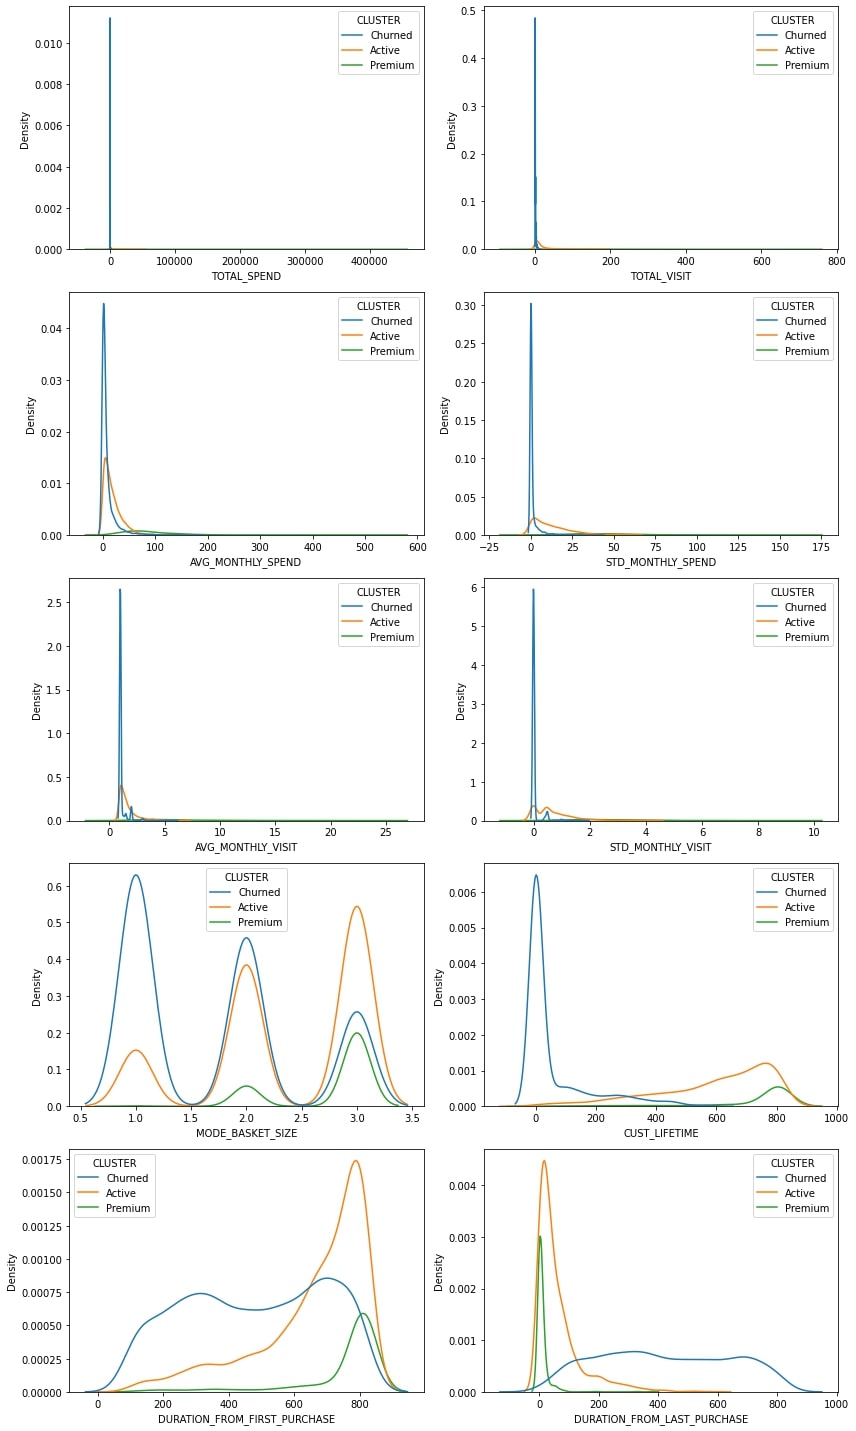 CLUSTER
Churned
Active
Premium
0.010
0.008
0.006
0.004
0.002
0.000
Density
0 100000 200000 300000 400000
TOTAL_SPEND
CLUSTER
Churned
Active
Premium
0.5
0.4
0.3
0.2
0.1
0.0
Density
0 200 400 600 800
TOTAL_VISIT
CLUSTER
Churned
Active
Premium
0.04
0.03
0.02
0.01
0.00
Density
0 100 200 300 400 500 600
AVG_MONTHLY_SPEND
CLUSTER
Churned
Active
Premium
0.30
0.25
0.20
0.15
0.10
0.05
0.00
Density
−25 0 25 50 75 100 125 150 175
STD_MONTHLY_SPEND
CLUSTER
Churned
Active
Premium
2.5
2.0
1.5
1.0
0.5
0.0
Density
0 5 10 15 20 25
AVG_MONTHLY_VISIT
CLUSTER
Churned
Active
Premium
6
5
4
3
2
1
0
Density
0 2 4 6 8 10
STD_MONTHLY_VISIT
CLUSTER
Churned
Active
Premium
0.6
0.5
0.4
0.3
0.2
0.1
0.0
Density
0.5 1.0 1.5 2.0 2.5 3.0 3.5
MODE_BASKET_SIZE
CLUSTER
Churned
Active
Premium
0.006
0.005
0.004
0.003
0.002
0.001
0.000
Density
0 200 400 600 800 1000
CUST_LIFETIME
CLUSTER
Churned
Active
Premium
0.00175
0.00150
0.00125
0.00100
0.00075
0.00050
0.00025
0.00000
Density
0 200 400 600 800
DURATION_FROM_FIRST_PURCHASE
CLUSTER
Churned
Active
Premium
0.004
0.003
0.002
0.001
0.000
Density
0 200 400 600 800 1000
DURATION_FROM_LAST_PURCHASE